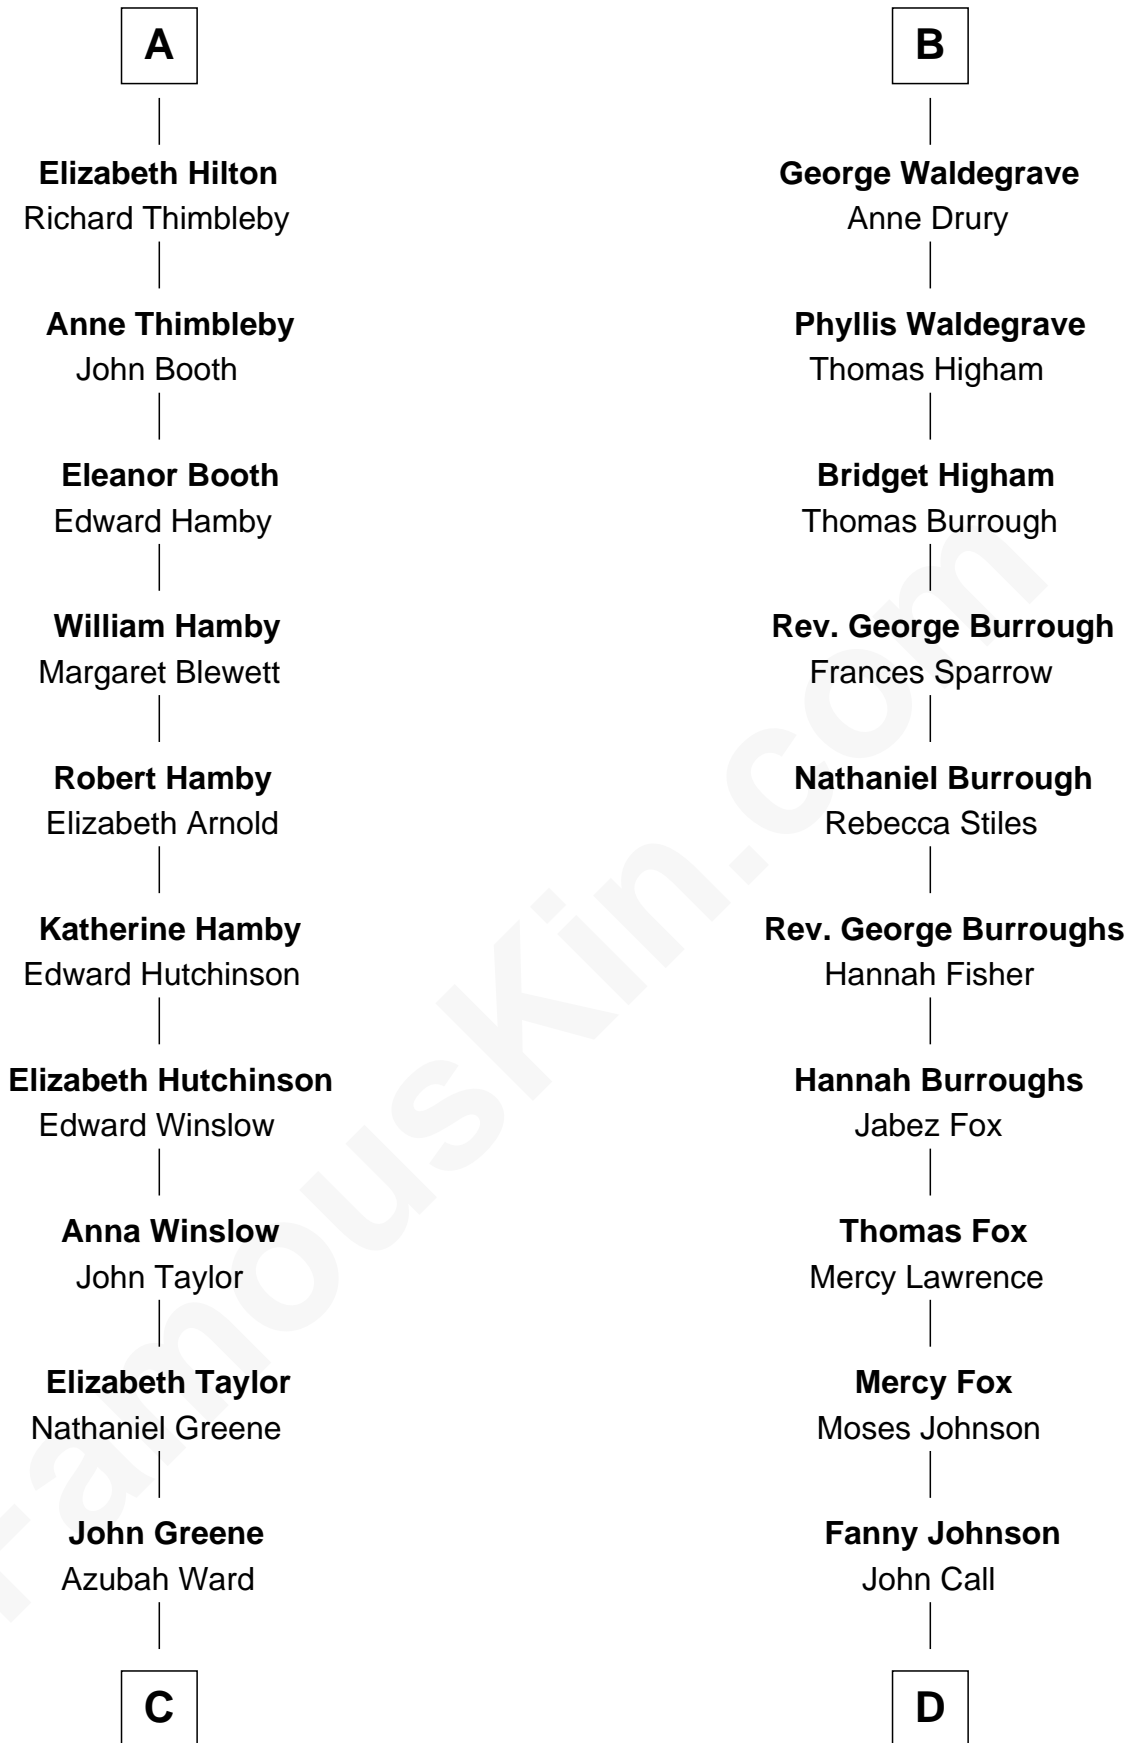 A
Elizabeth Hilton
Richard Thimbleby
Anne Thimbleby
John Booth
Eleanor Booth
Edward Hamby
William Hamby
Margaret Blewett
Robert Hamby
Elizabeth Arnold
Katherine Hamby
Edward Hutchinson
Elizabeth Hutchinson
Edward Winslow
Anna Winslow
John Taylor
Elizabeth Taylor
Nathaniel Greene
John Greene
Azubah Ward
C
B
George Waldegrave
Anne Drury
Phyllis Waldegrave
Thomas Higham
Bridget Higham
Thomas Burrough
Rev. George Burrough
Frances Sparrow
Nathaniel Burrough
Rebecca Stiles
Rev. George Burroughs
Hannah Fisher
Hannah Burroughs
Jabez Fox
Thomas Fox
Mercy Lawrence
Mercy Fox
Moses Johnson
Fanny Johnson
John Call
D
FamousKin.com